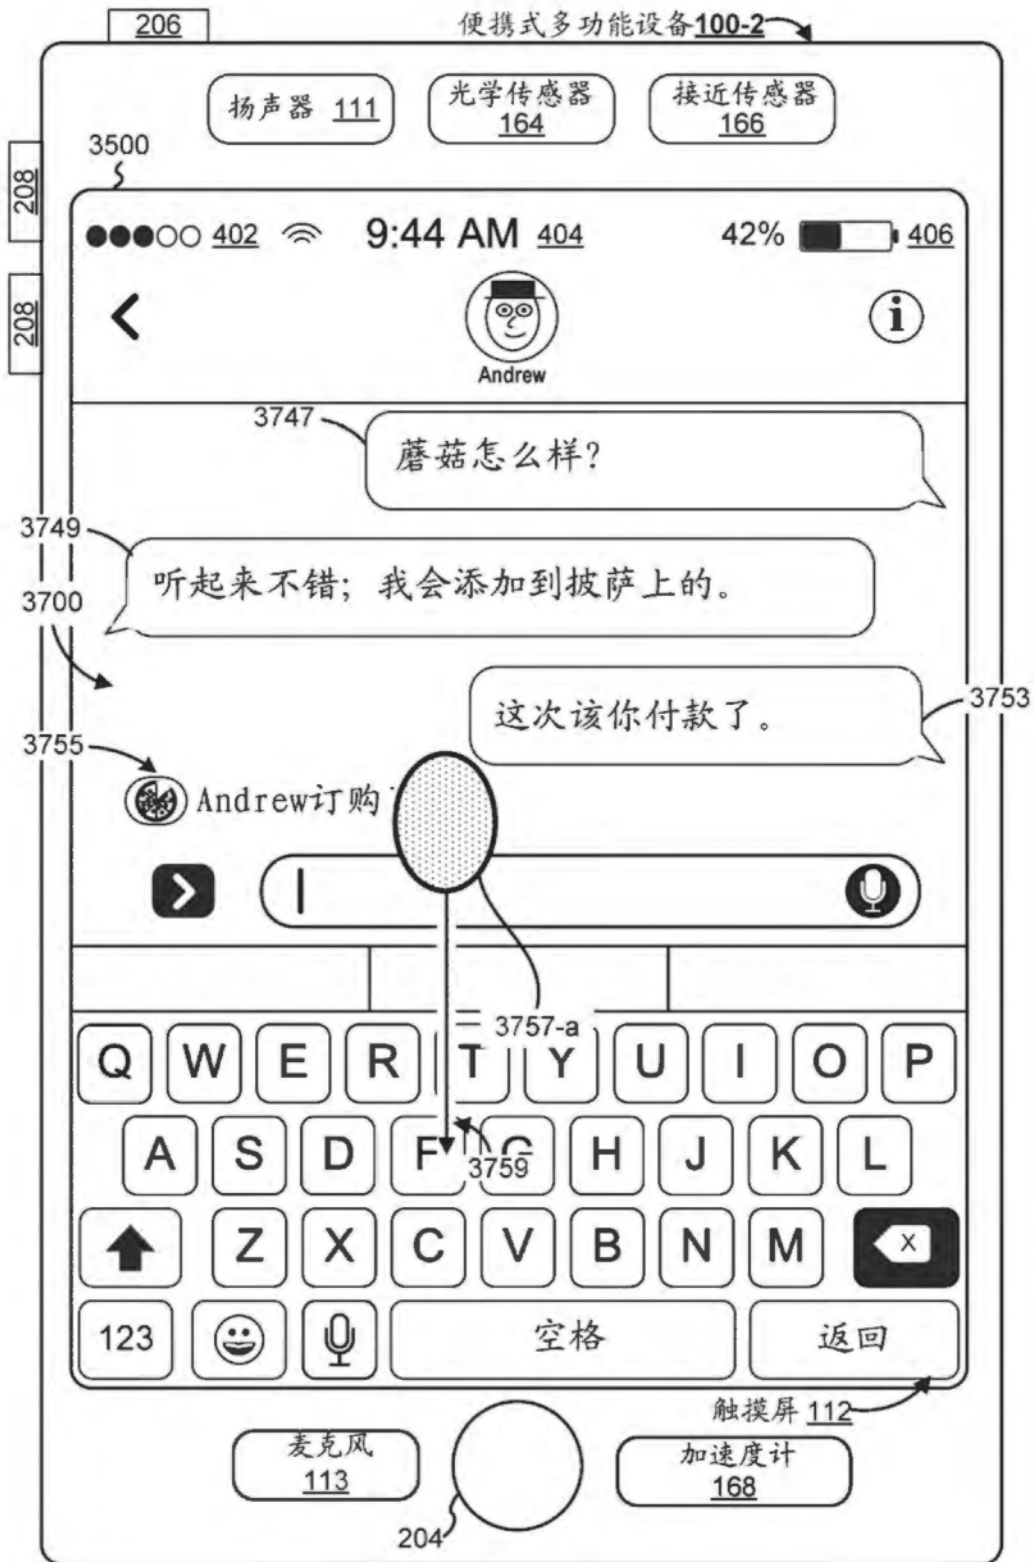 206
便携式多功能设备100-2
扬声器 111
光学传感器
164
接近传感器
166
3500
208
208
402
9:44 AM 404
42%
406
i
Andrew
3747
蘑菇怎么样?
3749
听起来不错; 我会添加到披萨上的。
3700
这次该你付款了。
3753
3755
Andrew订购
3757-a
Q W E R T Y U I O P
A S D F G H J K L
3759
Z X C V B N M X
123
空格
返回
触摸屏 112
麦克风
113
加速度计
168
204